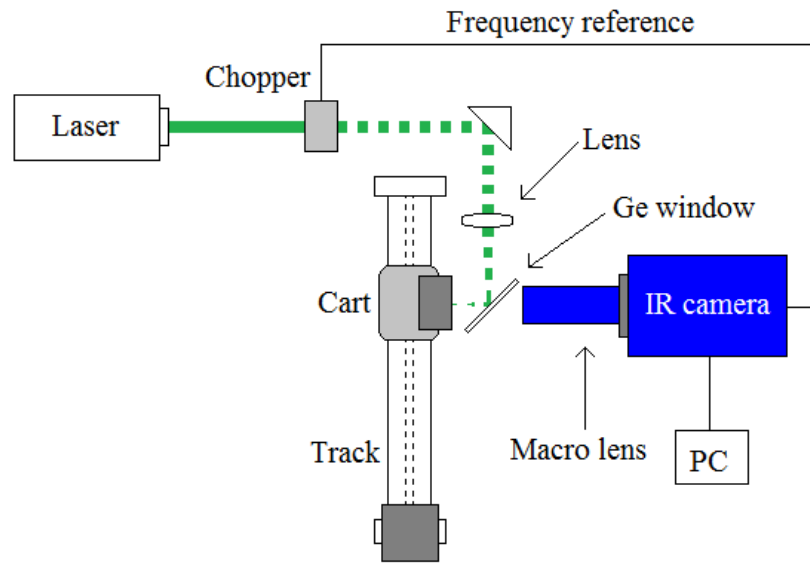 Frequency reference
Chopper
Laser
Lens
Ge window
Cart
IR camera
Track
Macro lens
PC